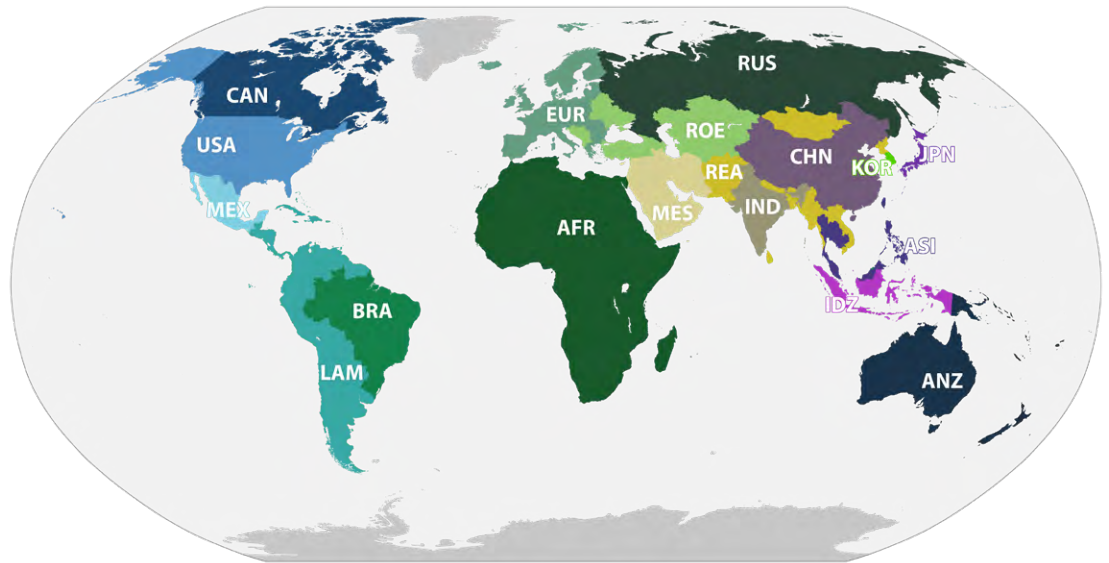 RUS
CAN
EUR
ROE
USA
CHN
JPN
KOR
REA
IND
MES
MEX
AFR
ASI
IDZ
BRA
LAM
ANZ